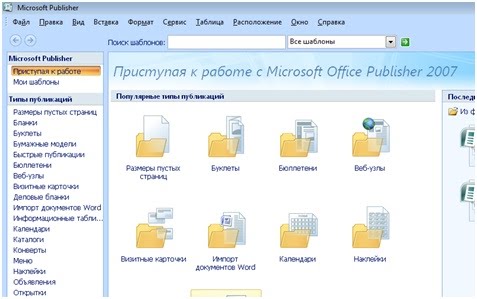 Microsoft Publisher
Файл Правка Вид Вставка Формат Сервис Таблица Расположение Окно Справка
Поиск шаблонов: Все шаблоны
Microsoft Publisher
Приступая к работе
Мои шаблоны
Типы публикаций
Размеры пустых страниц
Бланки
Буклеты
Бумажные модели
Быстрые публикации
Бюллетени
Веб-узлы
Визитные карточки
Деловые бланки
Импорт документов Word
Информационные табли...
Календари
Каталоги
Конверты
Меню
Наклейки
Объявления
Открытки
Приступая к работе с Microsoft Office Publisher 2007
Популярные типы публикаций
Размеры пустых страниц
Буклеты
Бюллетени
Веб-узлы
Визитные карточки
Импорт документов Word
Календари
Наклейки
Послед
Из ф